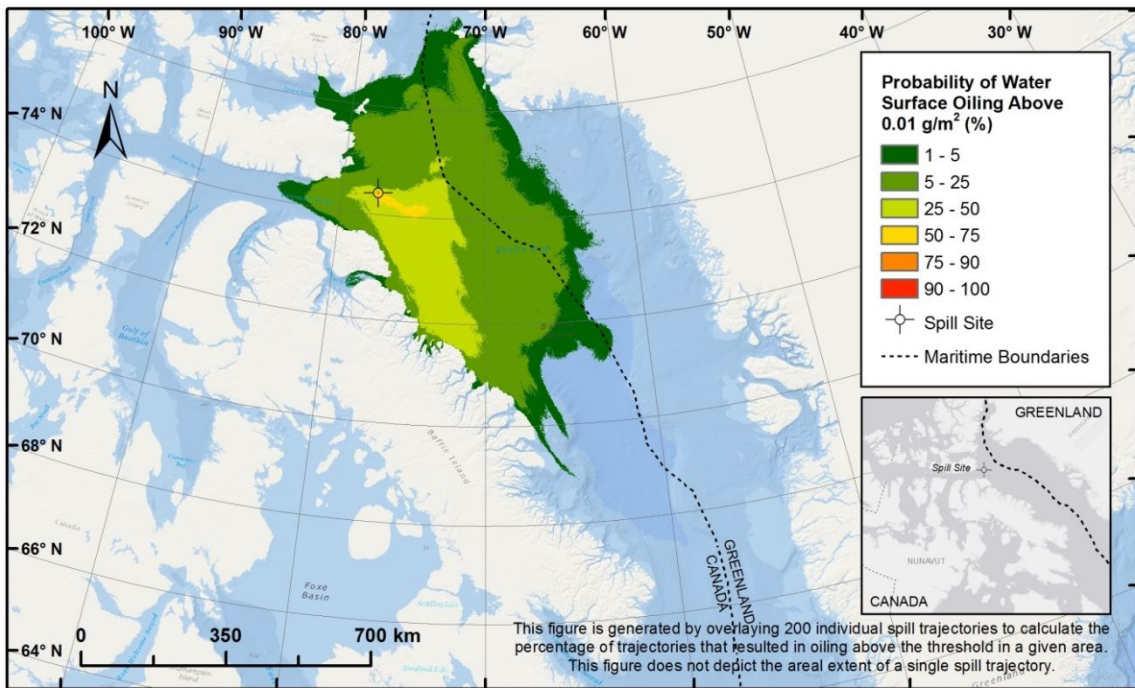 100°W
90°W
80°W
70°W
60°W
50°W
40°W
30°W
74° N
72° N
70° N
68° N
66° N
64° N
N
Gulf of
Boothia
Baffin Island
Canada
Foxe
Basin
GREENLAND
CANADA
0 350 700 km
Probability of Water
Surface Oiling Above
0.01 g/m² (%)
1 - 5
5 - 25
25 - 50
50 - 75
75 - 90
90 - 100
Spill Site
Maritime Boundaries
GREENLAND
Spill Site
NUNAVUT
CANADA
This figure is generated by overlaying 200 individual spill trajectories to calculate the
percentage of trajectories that resulted in oiling above the threshold in a given area.
This figure does not depict the areal extent of a single spill trajectory.
Greenland